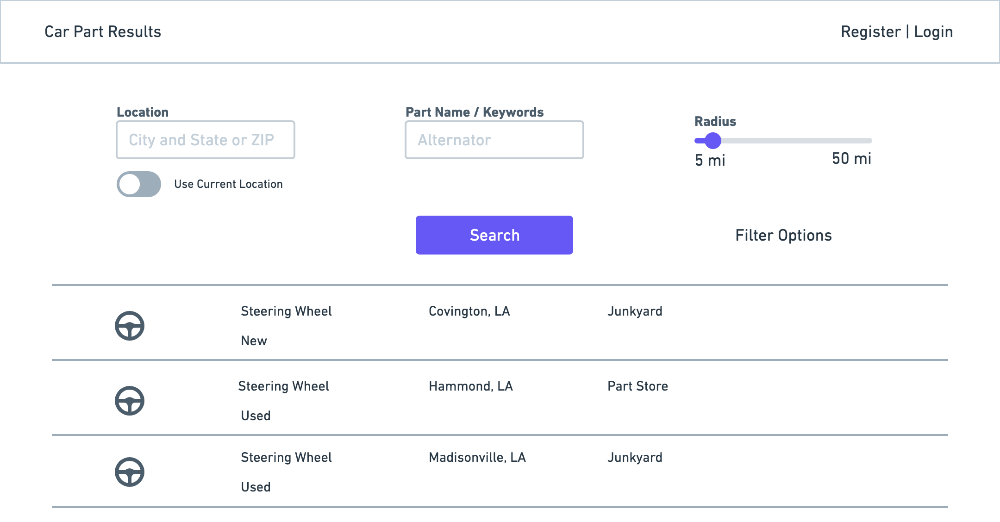 Car Part Results
Register | Login
Location
City and State or ZIP
Use Current Location
Part Name / Keywords
Alternator
Radius
5 mi
50 mi
Search
Filter Options
Steering Wheel
Covington, LA
Junkyard
New
Steering Wheel
Hammond, LA
Part Store
Used
Steering Wheel
Madisonville, LA
Junkyard
Used